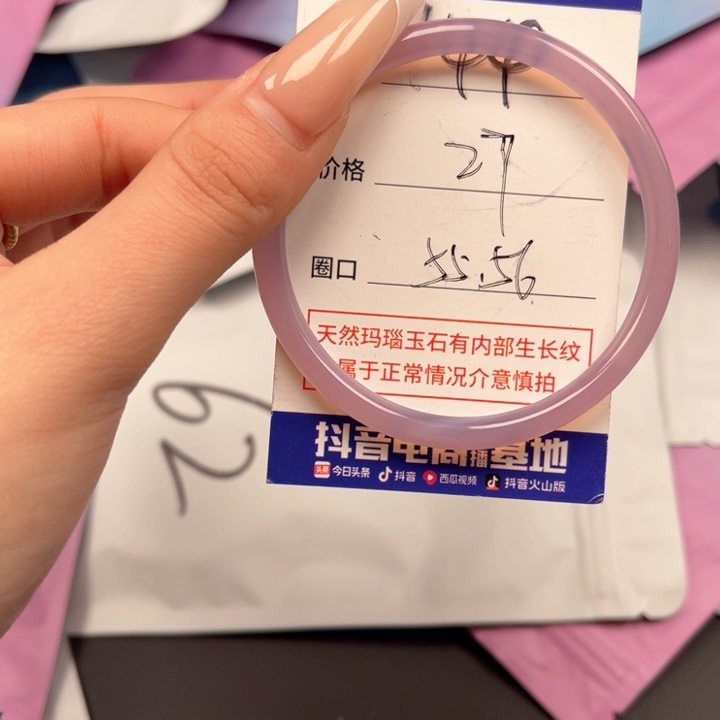 价格 27
圈口 55.56
天然玛瑙玉石有内部生长纹
属于正常情况介意慎拍
抖音电商直播基地
今日头条 抖音 西瓜视频 抖音火山版
62